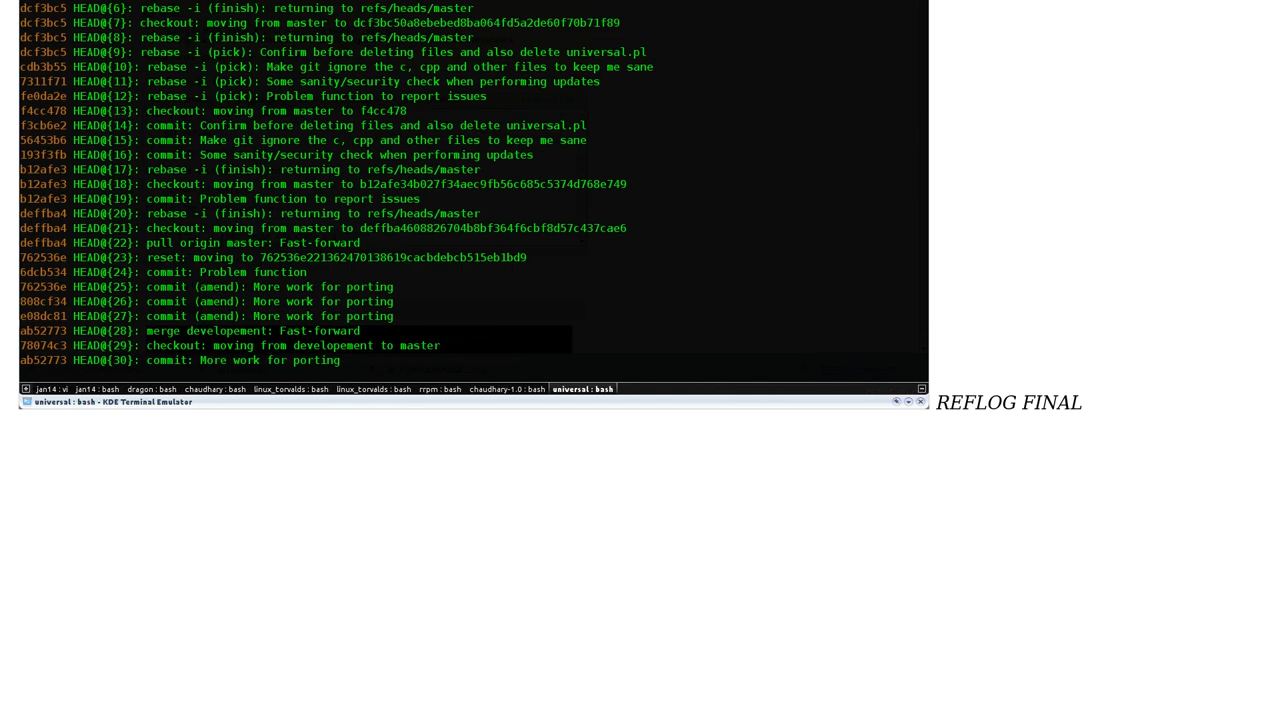 dcf3bc5 HEAD@{6}: rebase -i (finish): returning to refs/heads/master
dcf3bc5 HEAD@{7}: checkout: moving from master to dcf3bc50a8ebebed8ba064fd5a2de60f70b71f89
dcf3bc5 HEAD@{8}: rebase -i (finish): returning to refs/heads/master
dcf3bc5 HEAD@{9}: rebase -i (pick): Confirm before deleting files and also delete universal.pl
cdb3b55 HEAD@{10}: rebase -i (pick): Make git ignore the c, cpp and other files to keep me sane
7311f71 HEAD@{11}: rebase -i (pick): Some sanity/security check when performing updates
fe0da2e HEAD@{12}: rebase -i (pick): Problem function to report issues
f4cc478 HEAD@{13}: checkout: moving from master to f4cc478
f3cb6e2 HEAD@{14}: commit: Confirm before deleting files and also delete universal.pl
56453b6 HEAD@{15}: commit: Make git ignore the c, cpp and other files to keep me sane
193f3fb HEAD@{16}: commit: Some sanity/security check when performing updates
b12afe3 HEAD@{17}: rebase -i (finish): returning to refs/heads/master
b12afe3 HEAD@{18}: checkout: moving from master to b12afe34b027f34aec9fb56c685c5374d768e749
b12afe3 HEAD@{19}: commit: Problem function to report issues
deffba4 HEAD@{20}: rebase -i (finish): returning to refs/heads/master
deffba4 HEAD@{21}: checkout: moving from master to deffba4608826704b8bf364f6cbf8d57c437cae6
deffba4 HEAD@{22}: pull origin master: Fast-forward
762536e HEAD@{23}: reset: moving to 762536e221362470138619cacbdebcb515eb1bd9
6dcb534 HEAD@{24}: commit: Problem function
762536e HEAD@{25}: commit (amend): More work for porting
808cf34 HEAD@{26}: commit (amend): More work for porting
e08dc81 HEAD@{27}: commit (amend): More work for porting
ab52773 HEAD@{28}: merge developement: Fast-forward
78074c3 HEAD@{29}: checkout: moving from developement to master
ab52773 HEAD@{30}: commit: More work for porting
jan14 : vi jan14 : bash dragon : bash chaudhary : bash linux_torvalds : bash linux_torvalds : bash rrpm : bash chaudhary-1.0 : bash universal : bash
universal : bash - KDE Terminal Emulator
REFLOG FINAL